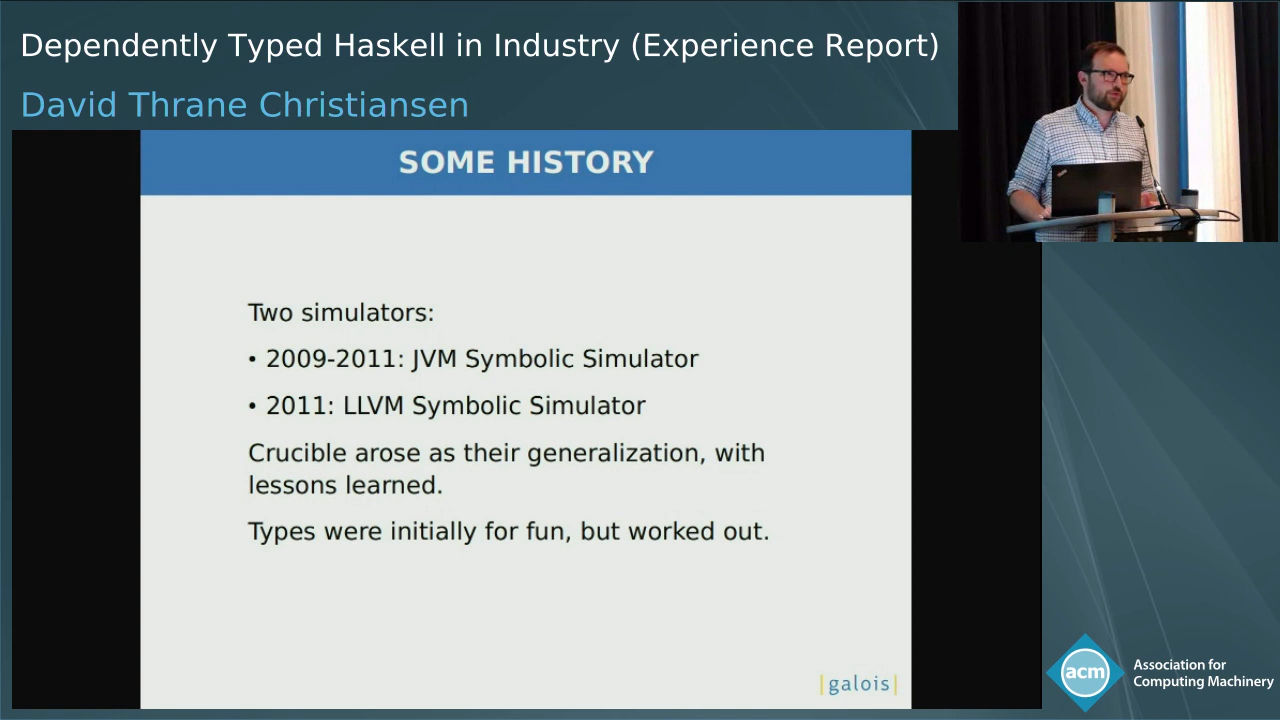 Dependently Typed Haskell in Industry (Experience Report)
David Thrane Christiansen
SOME HISTORY
Two simulators:
• 2009-2011: JVM Symbolic Simulator
• 2011: LLVM Symbolic Simulator
Crucible arose as their generalization, with
lessons learned.
Types were initially for fun, but worked out.
|galois|
acm
Association for
Computing Machinery